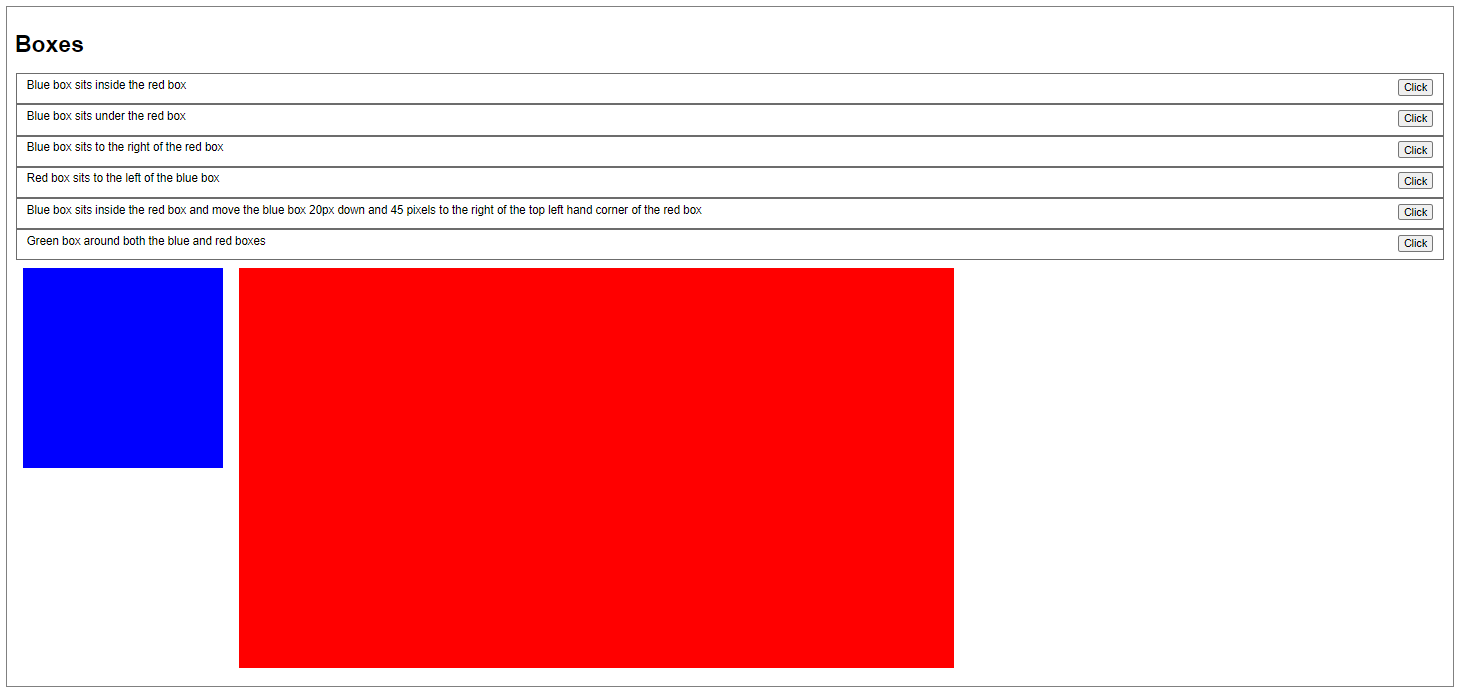 Boxes
Blue box sits inside the red box
Click
Blue box sits under the red box
Click
Blue box sits to the right of the red box
Click
Red box sits to the left of the blue box
Click
Blue box sits inside the red box and move the blue box 20px down and 45 pixels to the right of the top left hand corner of the red box
Click
Green box around both the blue and red boxes
Click